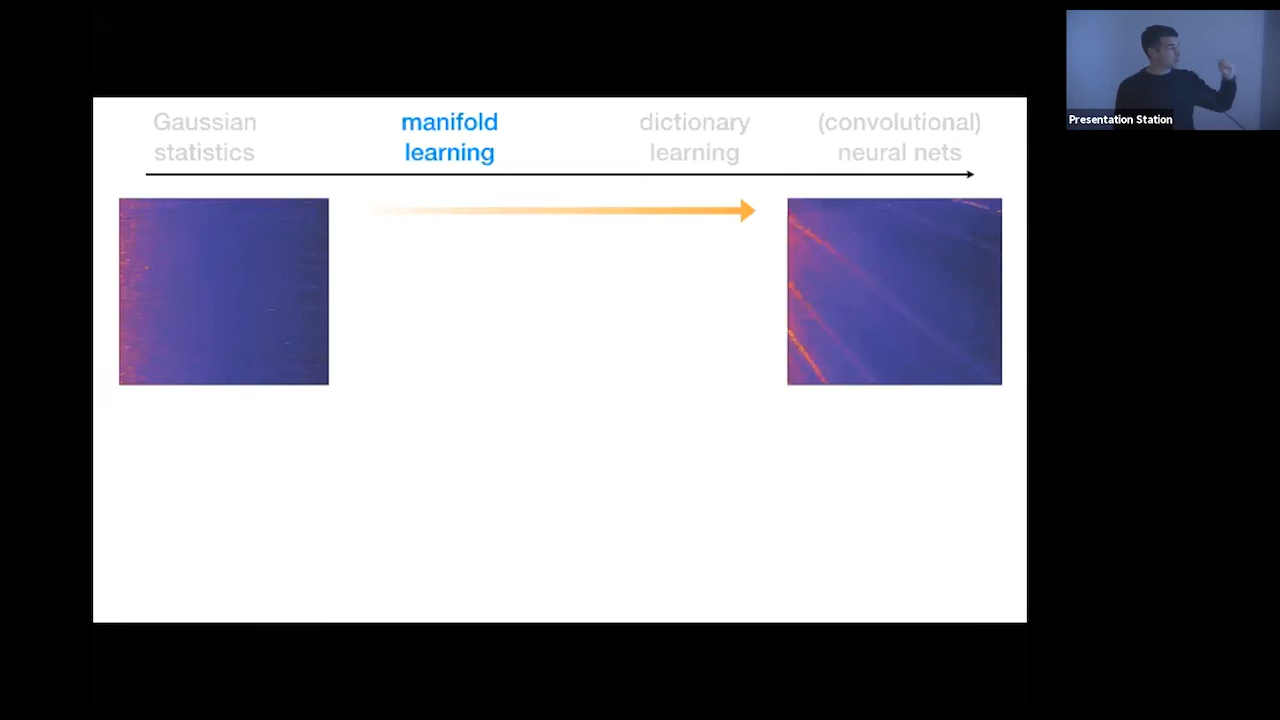 Gaussian
statistics
manifold
learning
dictionary
learning
(convolutional)
neural nets
Presentation Station